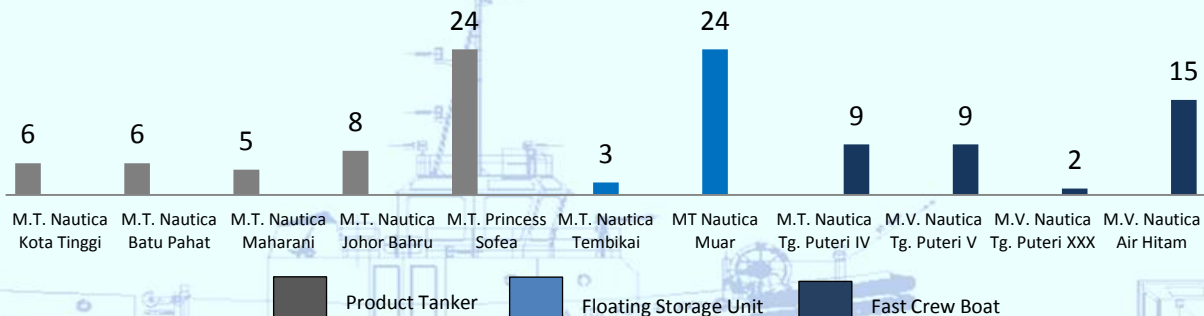 24
24
15
9
9
8
6
6
5
3
2
M.T. Nautica
Kota Tinggi
M.T. Nautica
Batu Pahat
M.T. Nautica
Maharani
M.T. Nautica
Johor Bahru
M.T. Princess
Sofea
M.T. Nautica
Tembikai
MT Nautica
Muar
M.T. Nautica
Tg. Puteri IV
M.V. Nautica
Tg. Puteri V
M.V. Nautica
Tg. Puteri XXX
M.V. Nautica
Air Hitam
Product Tanker
Floating Storage Unit
Fast Crew Boat